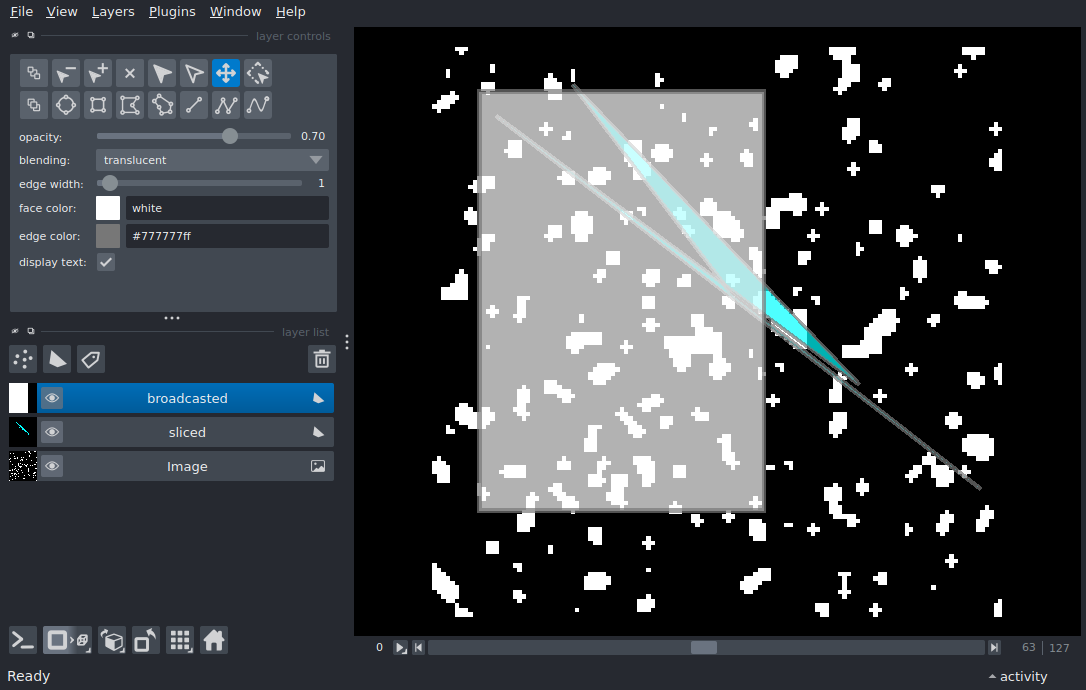 File View Layers Plugins Window Help
layer controls
opacity: 0.70
blending: translucent
edge width: 1
face color: white
edge color: #777777ff
display text:
layer list
broadcasted
sliced
Image
0 63 127
Ready activity